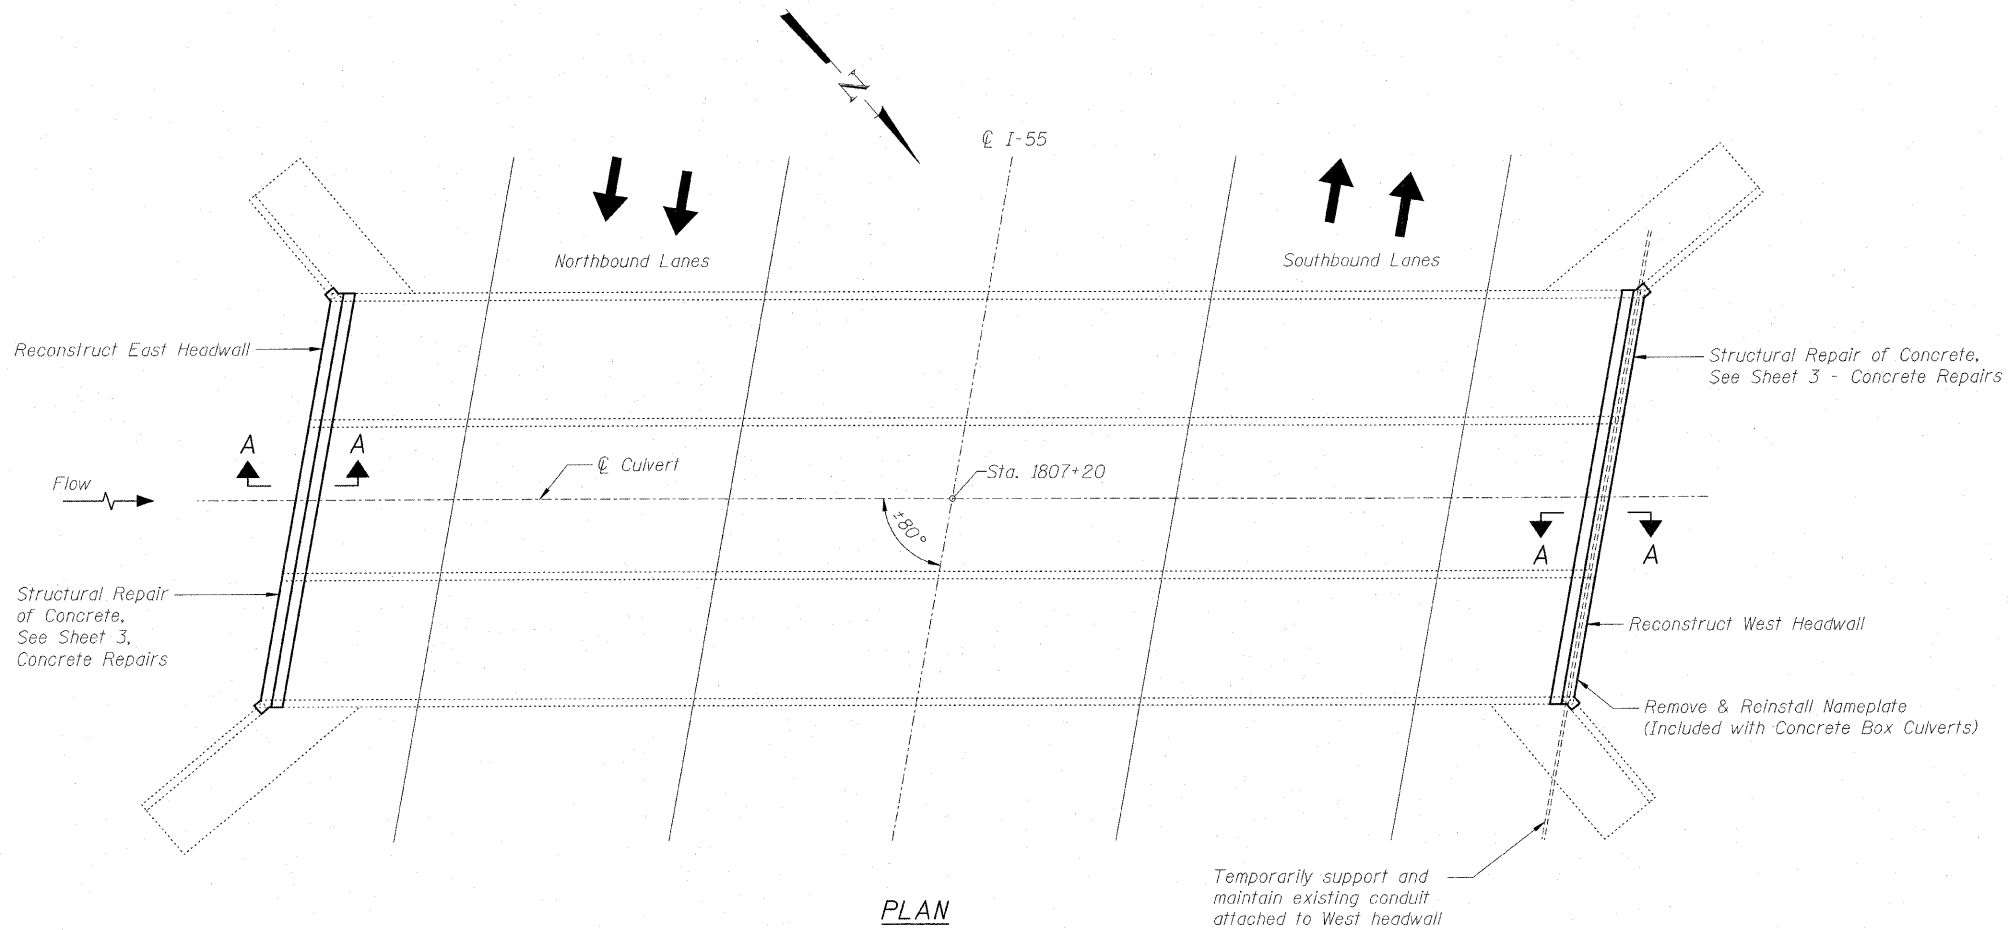 N
℄ I-55
Northbound Lanes
Southbound Lanes
Reconstruct East Headwall
Structural Repair of Concrete,
See Sheet 3 - Concrete Repairs
A
A
℄ Culvert
Sta. 1807+20
Flow
±80°
A
A
Structural Repair
of Concrete,
See Sheet 3,
Concrete Repairs
Reconstruct West Headwall
Remove & Reinstall Nameplate
(Included with Concrete Box Culverts)
Temporarily support and
maintain existing conduit
attached to West headwall
PLAN